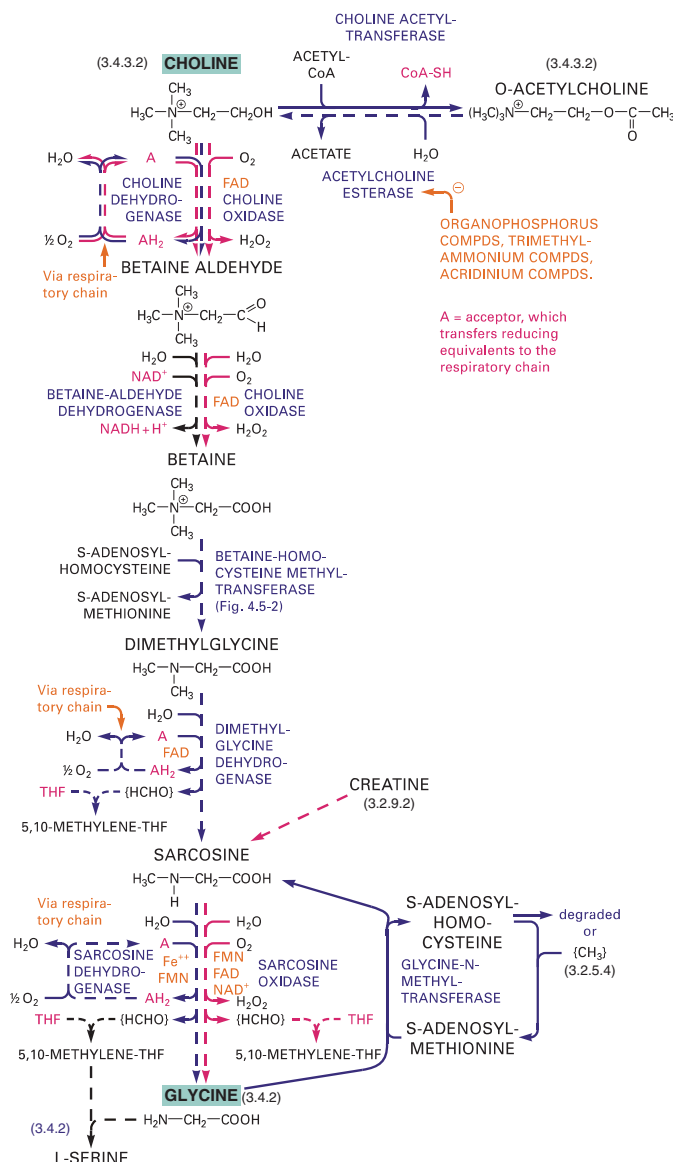 CHOLINE ACETYL-
TRANSFERASE
(3.4.3.2) CHOLINE
ACETYL-
CoA
CoA-SH
(3.4.3.2)
O-ACETYLCHOLINE
CH₃
H₃C—N⊕—CH₂—CH₂OH
CH₃
(H₃C)₃N⊕—CH₂—CH₂—O—C—CH₃
O
ACETATE
H₂O
ACETYLCHOLINE
ESTERASE
⊖
ORGANOPHOSPHORUS
COMPDS, TRIMETHYL-
AMMONIUM COMPDS,
ACRIDINIUM COMPDS.
H₂O
A
O₂
CHOLINE
DEHYDRO-
GENASE
FAD
CHOLINE
OXIDASE
½ O₂
AH₂
H₂O₂
Via respira-
tory chain
BETAINE ALDEHYDE
A = acceptor, which
transfers reducing
equivalents to the
respiratory chain
CH₃
H₃C—N⊕—CH₂—C
O
H
CH₃
H₂O
H₂O
NAD⁺
O₂
BETAINE-ALDEHYDE
DEHYDROGENASE
FAD
CHOLINE
OXIDASE
NADH + H⁺
H₂O₂
BETAINE
CH₃
H₃C—N⊕—CH₂—COOH
CH₃
S-ADENOSYL-
HOMOCYSTEINE
BETAINE-HOMO-
CYSTEINE METHYL-
TRANSFERASE
(Fig. 4.5-2)
S-ADENOSYL-
METHIONINE
DIMETHYLGLYCINE
H₃C—N—CH₂—COOH
CH₃
Via respira-
tory chain
H₂O
H₂O
A
FAD
DIMETHYL-
GLYCINE
DEHYDRO-
GENASE
½ O₂
AH₂
THF
{HCHO}
5,10-METHYLENE-THF
CREATINE
(3.2.9.2)
SARCOSINE
H₃C—N—CH₂—COOH
H
Via respira-
tory chain
H₂O
H₂O
H₂O
A
O₂
SARCOSINE
DEHYDRO-
GENASE
Fe⁺⁺
FMN
FMN
FAD
NAD⁺
SARCOSINE
OXIDASE
½ O₂
AH₂
H₂O₂
THF
{HCHO}
{HCHO}
THF
5,10-METHYLENE-THF
5,10-METHYLENE-THF
S-ADENOSYL-
HOMO-
CYSTEINE
degraded
or
{CH₃}
(3.2.5.4)
GLYCINE-N-
METHYL-
TRANSFERASE
S-ADENOSYL-
METHIONINE
GLYCINE (3.4.2)
H₂N—CH₂—COOH
(3.4.2)
L-SERINE